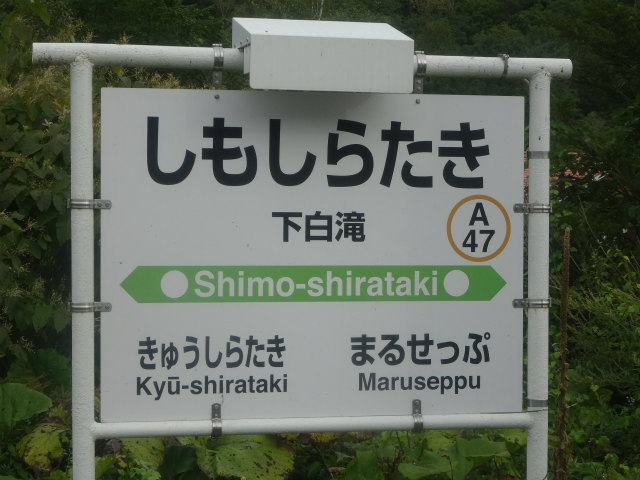 しもしらたき
下白滝
A
47
Shimo-shirataki
きゅうしらたき
Kyū-shirataki
まるせっぷ
Maruseppu